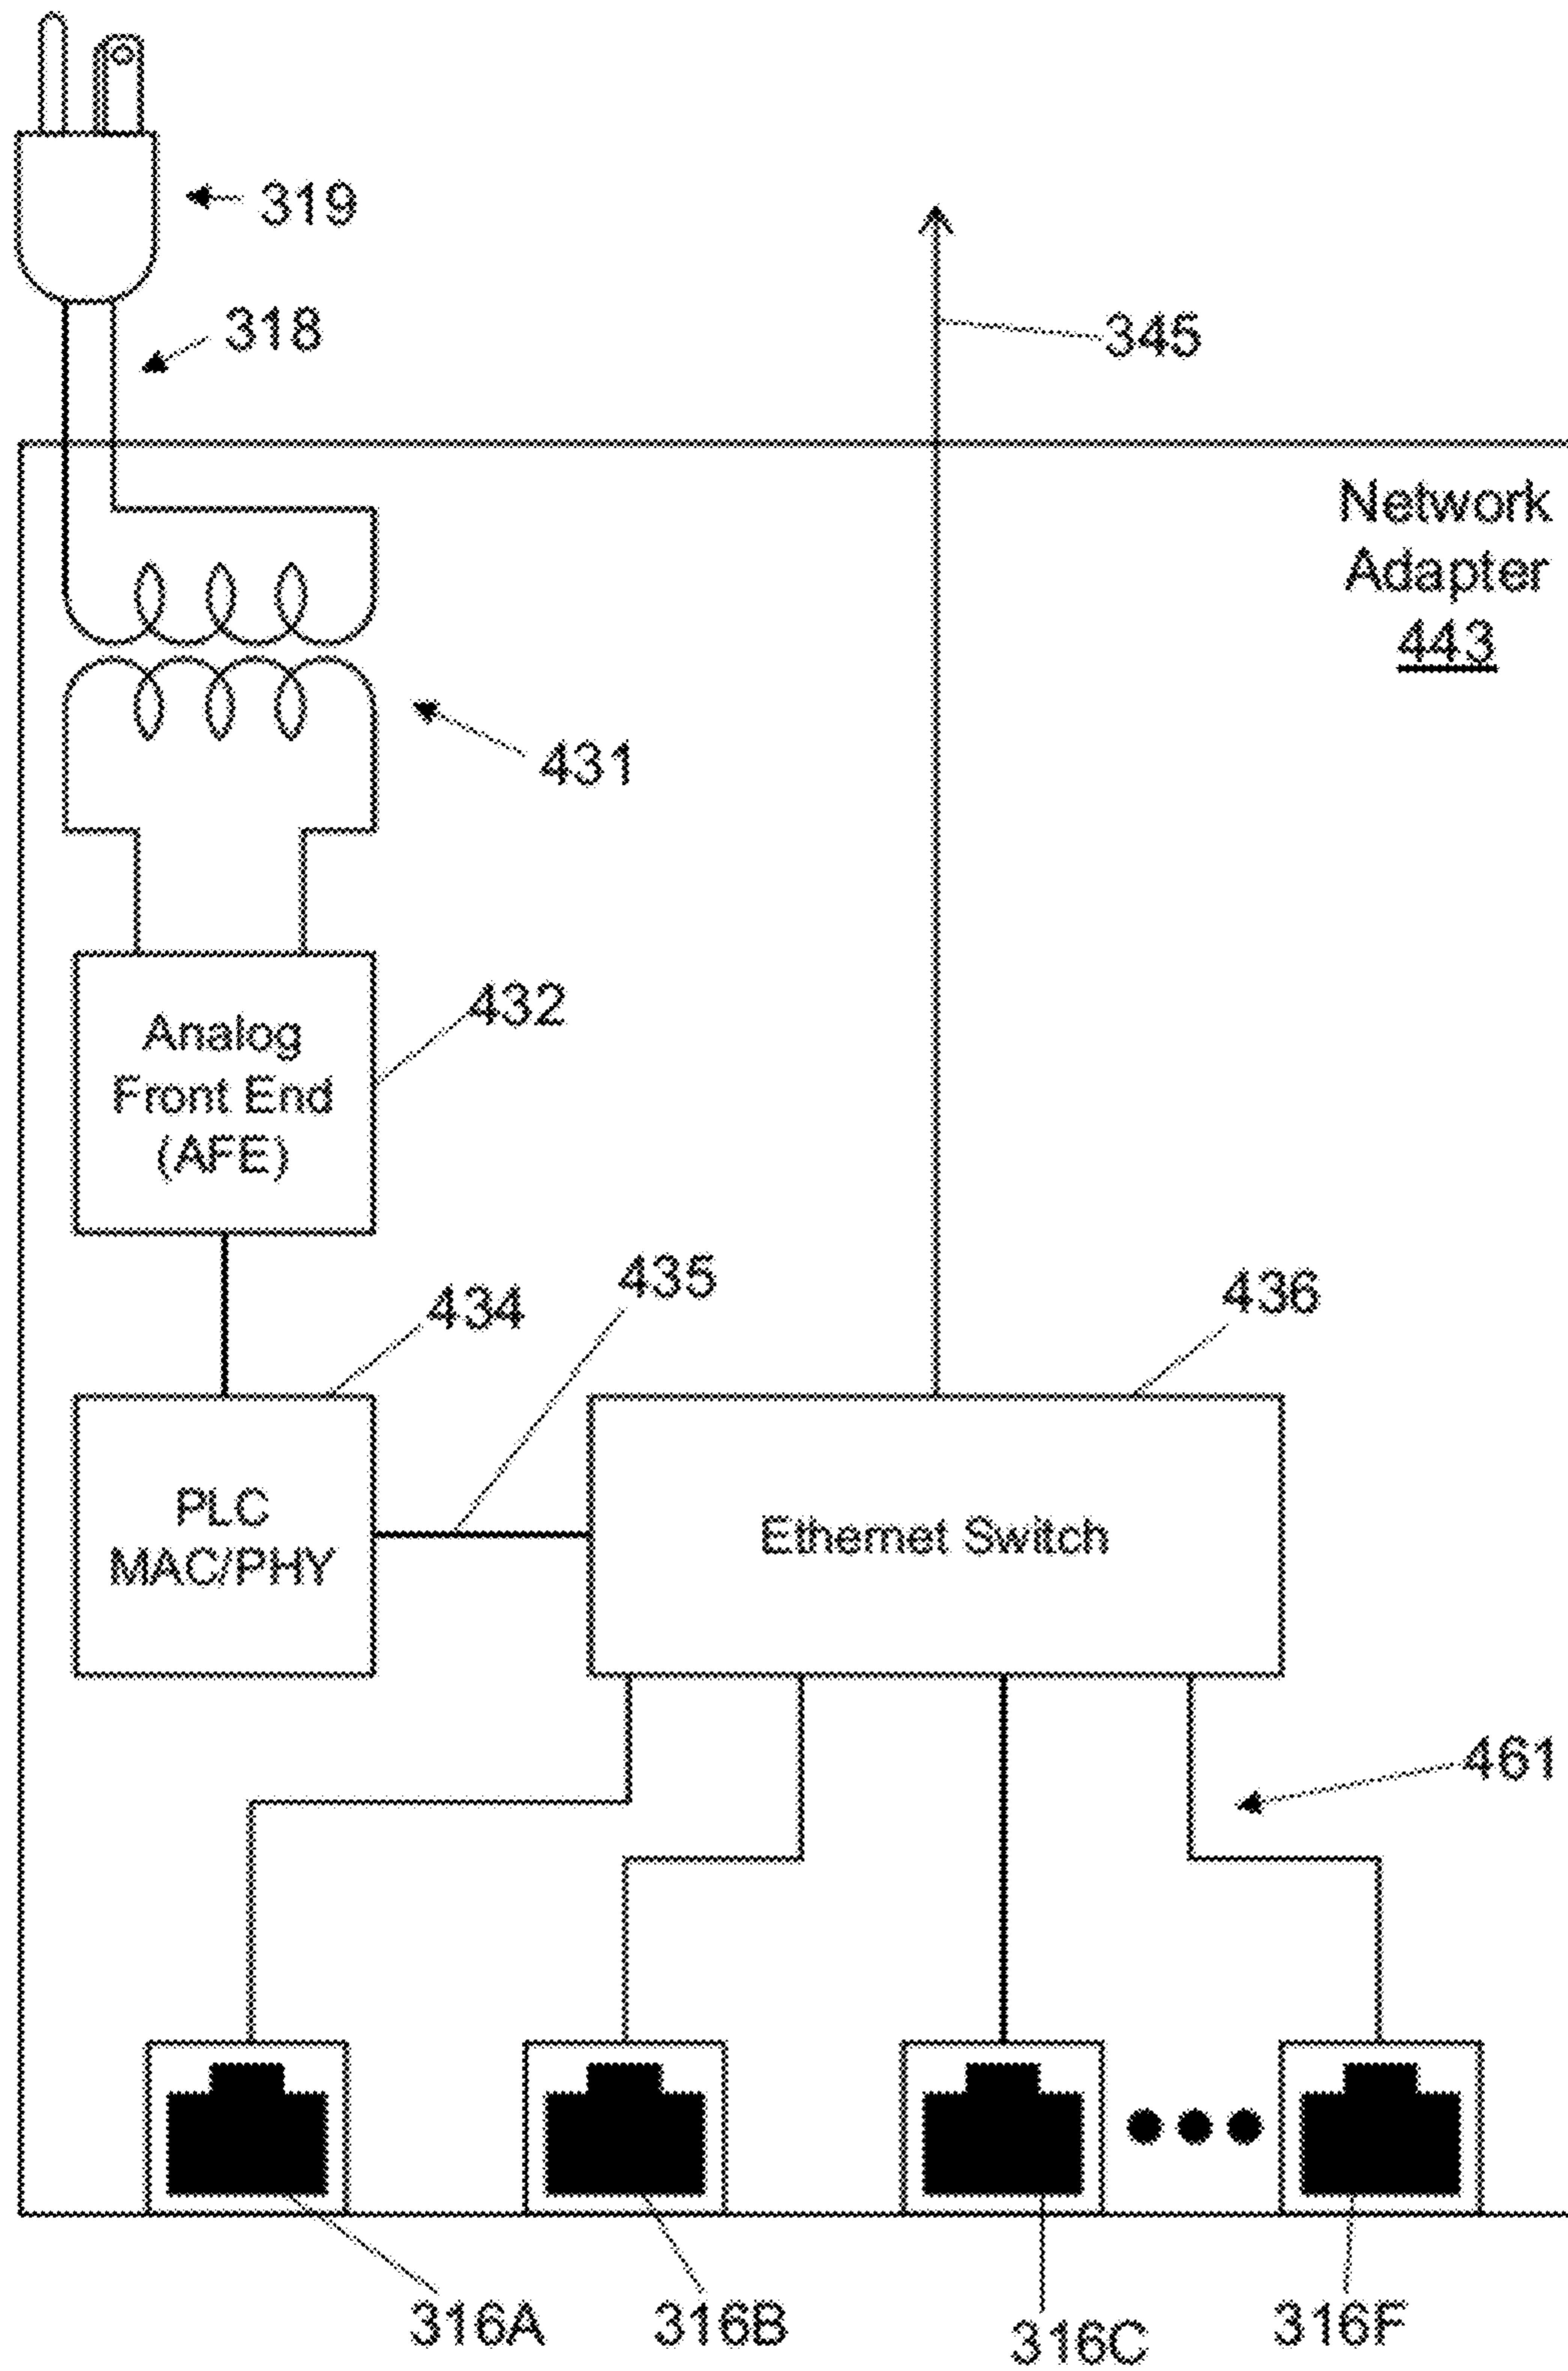 319
318
345
Network
Adapter
443
431
432
Analog
Front End
(AFE)
435
434
436
PLC
MAC/PHY
Ethernet Switch
461
316A
316B
316C
316F